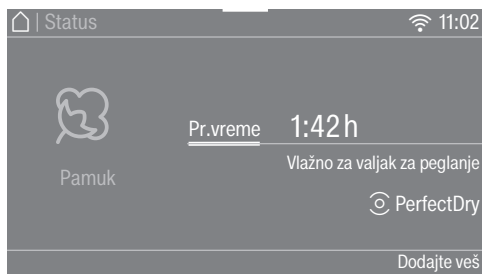 | Status 11:02
Pr.vreme 1:42 h
Pamuk
Vlažno za valjak za peglanje
PerfectDry
Dodajte veš